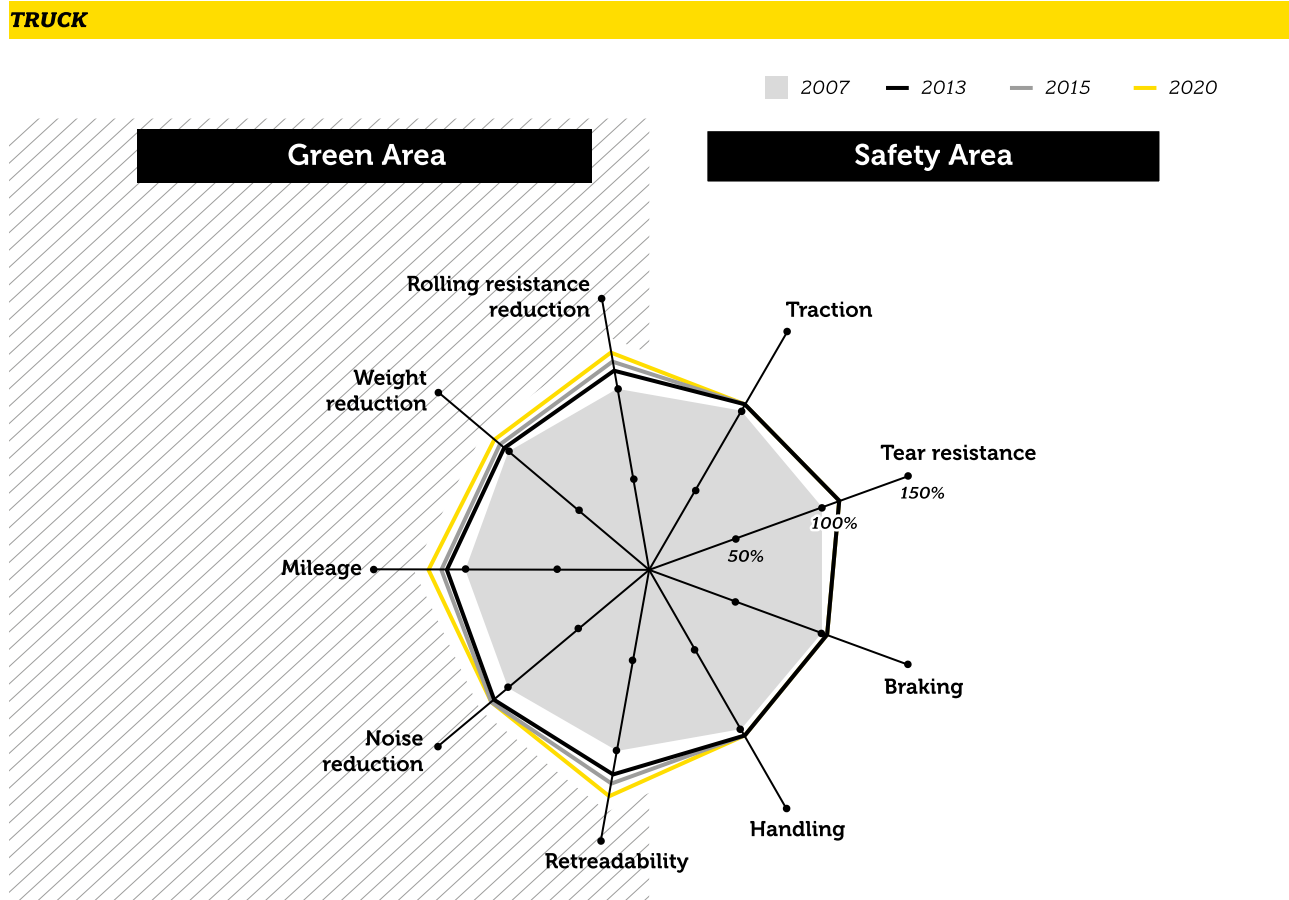 TRUCK
2007 2013 2015 2020
Green Area
Safety Area
Rolling resistance
reduction
Traction
Weight
reduction
Tear resistance
150%
100%
50%
Mileage
Braking
Noise
reduction
Handling
Retreadability